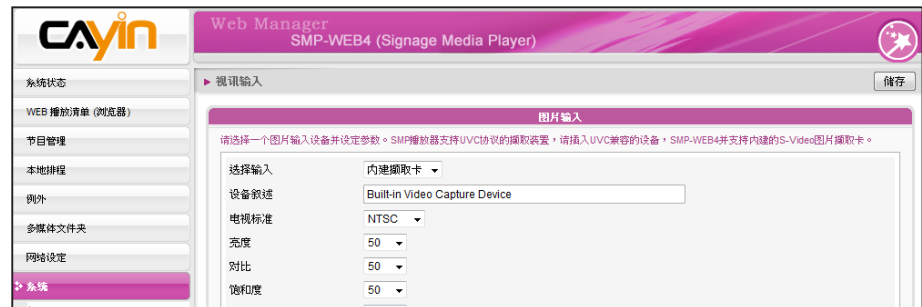 CAYIN
Web Manager
SMP-WEB4 (Signage Media Player)
系统状态
WEB 播放清单 (浏览器)
节目管理
本地排程
例外
多媒体文件夹
网络设定
系统
视讯输入
储存
图片输入
请选择一个图片输入设备并设定参数。SMP播放器支持UVC协议的撷取装置，请插入UVC兼容的设备，SMP-WEB4并支持内建的S-Video图片撷取卡。
选择输入 内建撷取卡
设备叙述 Built-in Video Capture Device
电视标准 NTSC
亮度 50
对比 50
饱和度 50